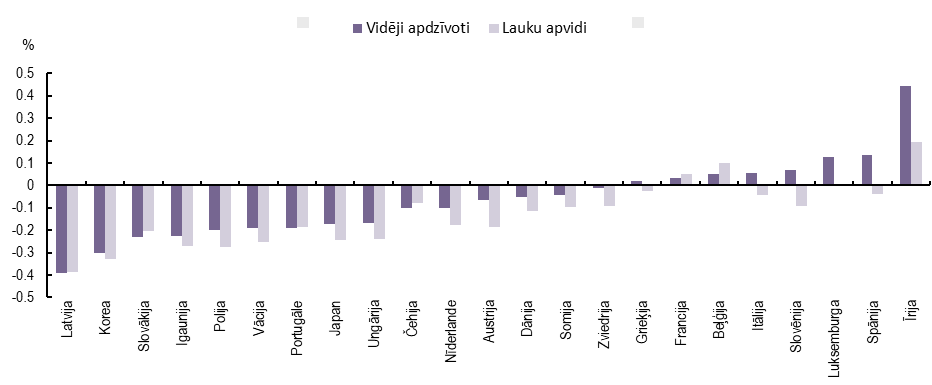 Vidēji apdzīvoti Lauku apvidi
%
0.5
0.4
0.3
0.2
0.1
0
-0.1
-0.2
-0.3
-0.4
-0.5
Latvija
Korea
Slovākija
Igaunija
Polija
Vācija
Portugāle
Japan
Ungārija
Čehija
Nīderlande
Austrija
Dānija
Somija
Zviedrija
Grieķija
Francija
Beļģija
Itālija
Slovēnija
Luksemburga
Spānija
Īrija